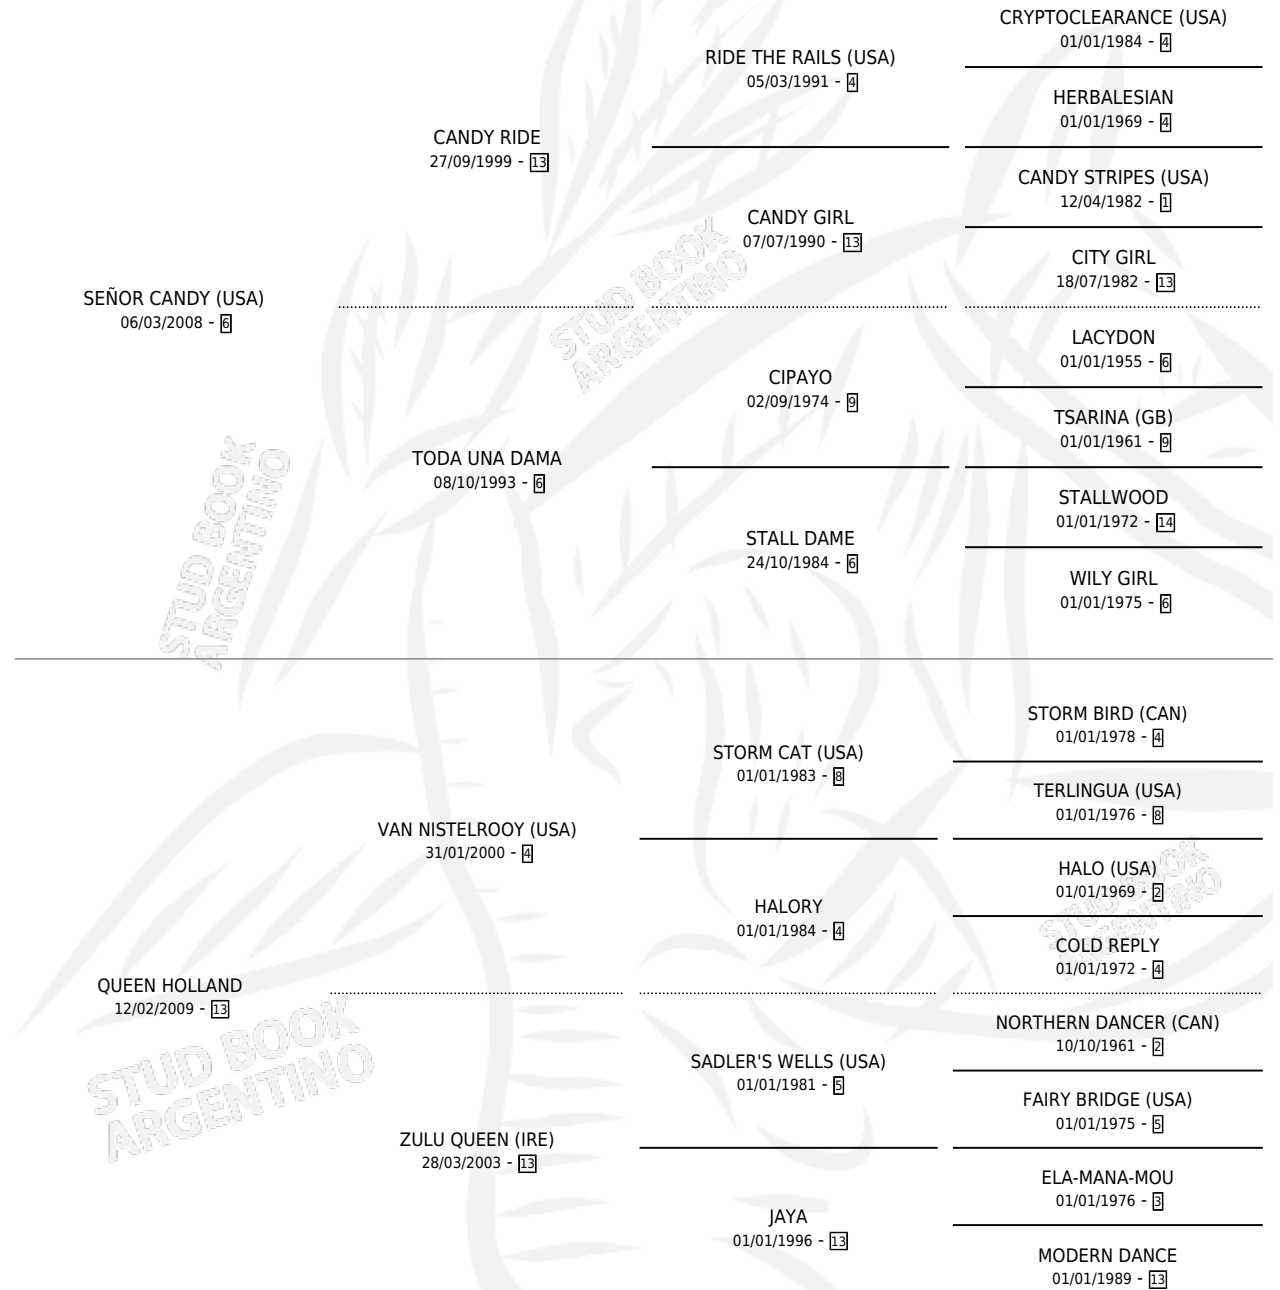 CRYPTOCLEARANCE (USA)
01/01/1984 - 4
RIDE THE RAILS (USA)
05/03/1991 - 4
HERBALESIAN
01/01/1969 - 4
CANDY RIDE
27/09/1999 - 13
CANDY STRIPES (USA)
12/04/1982 - 1
CANDY GIRL
07/07/1990 - 13
CITY GIRL
18/07/1982 - 13
SEÑOR CANDY (USA)
06/03/2008 - 6
STUD BOOK
ARGENTINO
LACYDON
01/01/1955 - 6
CIPAYO
02/09/1974 - 9
TSARINA (GB)
01/01/1961 - 9
TODA UNA DAMA
08/10/1993 - 6
STALLWOOD
01/01/1972 - 14
STALL DAME
24/10/1984 - 6
WILY GIRL
01/01/1975 - 6
STUD BOOK
ARGENTINO
STORM BIRD (CAN)
01/01/1978 - 4
STORM CAT (USA)
01/01/1983 - 8
TERLINGUA (USA)
01/01/1976 - 8
VAN NISTELROOY (USA)
31/01/2000 - 4
HALO (USA)
01/01/1969 - 2
HALORY
01/01/1984 - 4
STUD BOOK
ARGENTINO
COLD REPLY
01/01/1972 - 4
QUEEN HOLLAND
12/02/2009 - 13
STUD BOOK
ARGENTINO
NORTHERN DANCER (CAN)
10/10/1961 - 2
SADLER'S WELLS (USA)
01/01/1981 - 5
FAIRY BRIDGE (USA)
01/01/1975 - 5
ZULU QUEEN (IRE)
28/03/2003 - 13
ELA-MANA-MOU
01/01/1976 - 3
JAYA
01/01/1996 - 13
MODERN DANCE
01/01/1989 - 13